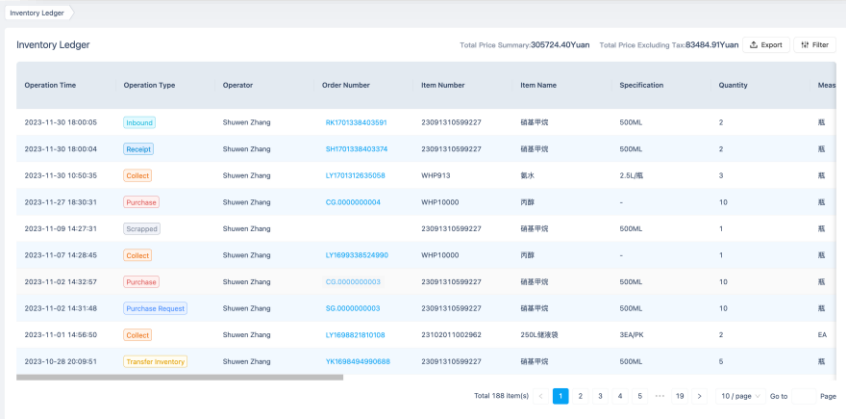 Inventory Ledger
Inventory Ledger
Total Price Summary:305724.40Yuan Total Price Excluding Tax:83484.91Yuan Export Filter
Operation Time Operation Type Operator Order Number Item Number Item Name Specification Quantity Meas
2023-11-30 18:00:05 Inbound Shuwen Zhang RK1701338403591 23091310599227 硝基甲烷 500ML 2 瓶
2023-11-30 18:00:04 Receipt Shuwen Zhang SH1701338403374 23091310599227 硝基甲烷 500ML 2 瓶
2023-11-30 10:50:35 Collect Shuwen Zhang LY1701312635058 WHP913 氨水 2.5L/瓶 3 瓶
2023-11-27 18:30:31 Purchase Shuwen Zhang CG.0000000004 WHP10000 丙醇 - 10 瓶
2023-11-09 14:27:31 Scrapped Shuwen Zhang 23091310599227 硝基甲烷 500ML 1 瓶
2023-11-07 14:28:45 Collect Shuwen Zhang LY1699338524990 WHP10000 丙醇 - 1 瓶
2023-11-02 14:32:57 Purchase Shuwen Zhang CG.0000000003 23091310599227 硝基甲烷 500ML 10 瓶
2023-11-02 14:31:48 Purchase Request Shuwen Zhang SG.0000000003 23091310599227 硝基甲烷 500ML 10 瓶
2023-11-01 14:56:50 Collect Shuwen Zhang LY1698821810108 23102011002962 250L储液袋 3EA/PK 2 EA
2023-10-28 20:09:51 Transfer Inventory Shuwen Zhang YK1698494990688 23091310599227 硝基甲烷 500ML 5 瓶
Total 188 item(s) < 1 2 3 4 5 ••• 19 > 10 / page Go to Page